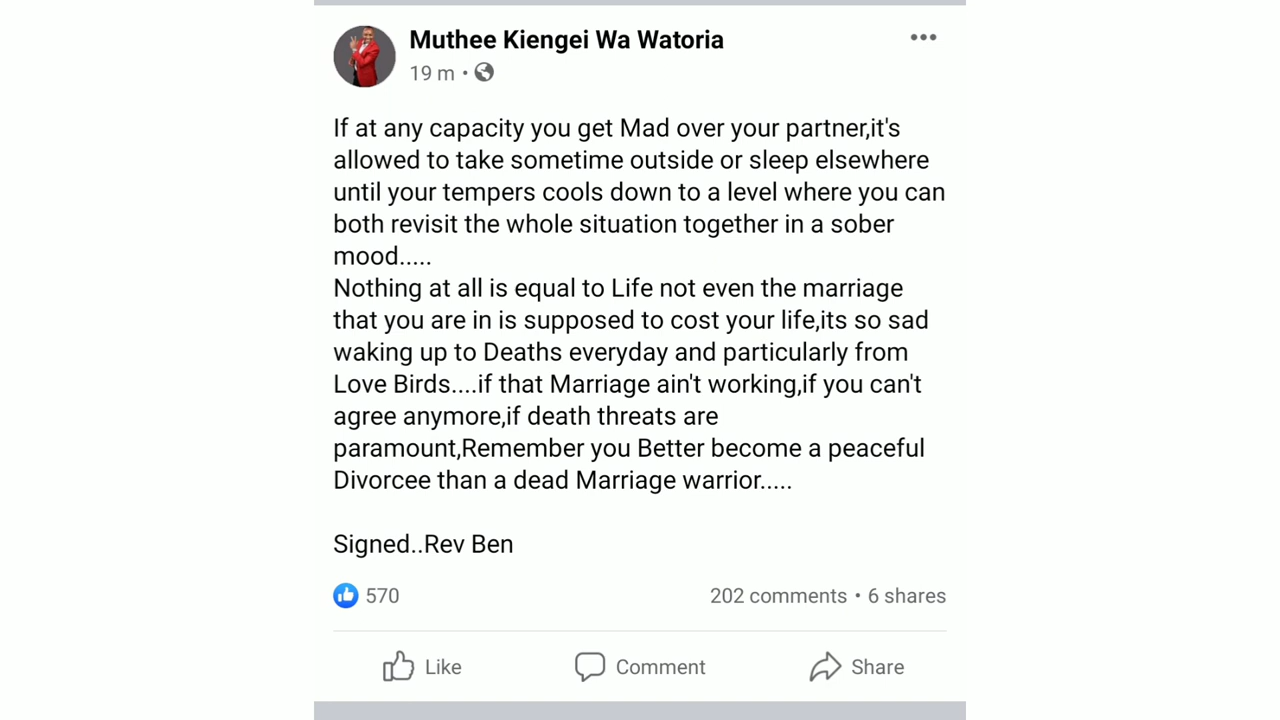 Muthee Kiengei Wa Watoria
19 m •
If at any capacity you get Mad over your partner,it's
allowed to take sometime outside or sleep elsewhere
until your tempers cools down to a level where you can
both revisit the whole situation together in a sober
mood.....
Nothing at all is equal to Life not even the marriage
that you are in is supposed to cost your life,its so sad
waking up to Deaths everyday and particularly from
Love Birds....if that Marriage ain't working,if you can't
agree anymore,if death threats are
paramount,Remember you Better become a peaceful
Divorcee than a dead Marriage warrior.....
Signed..Rev Ben
570 202 comments • 6 shares
Like Comment Share